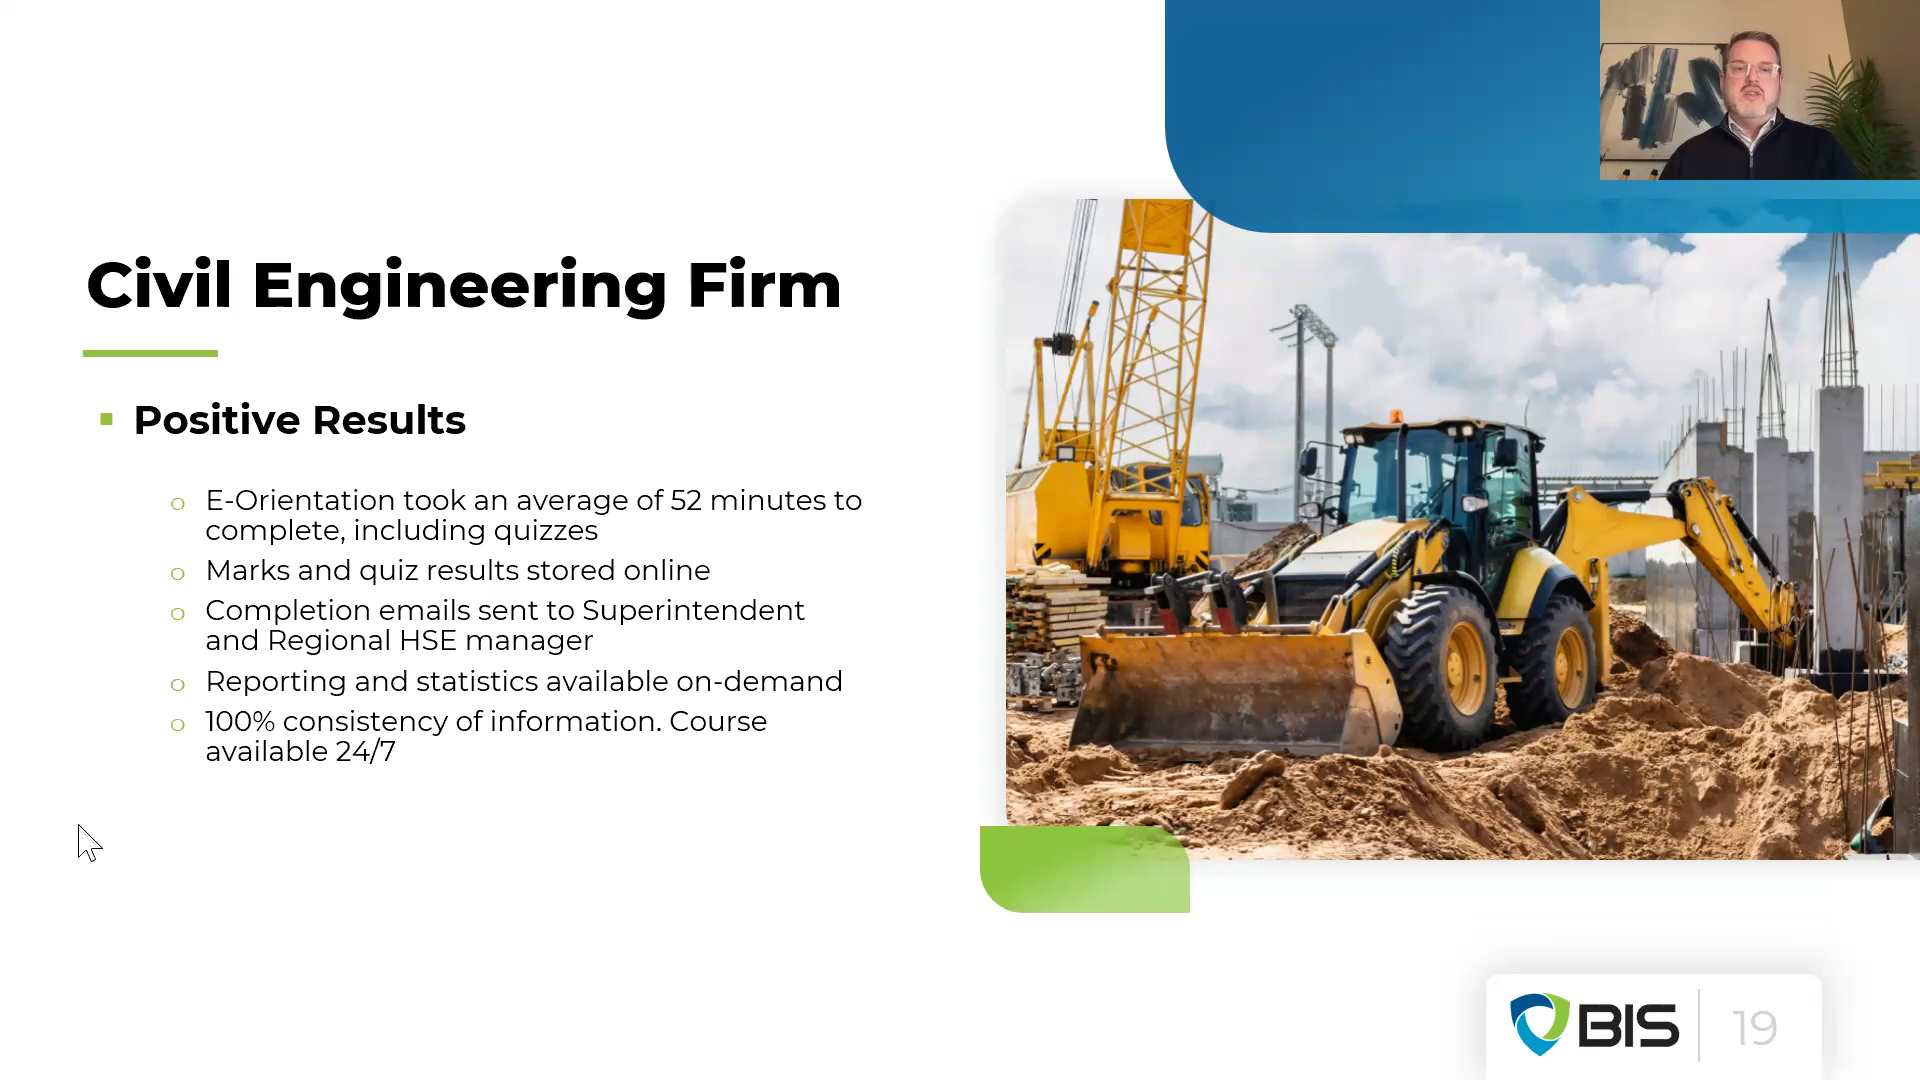 Civil Engineering Firm
Positive Results
E-Orientation took an average of 52 minutes to
complete, including quizzes
Marks and quiz results stored online
Completion emails sent to Superintendent
and Regional HSE manager
Reporting and statistics available on-demand
100% consistency of information. Course
available 24/7
BIS
19